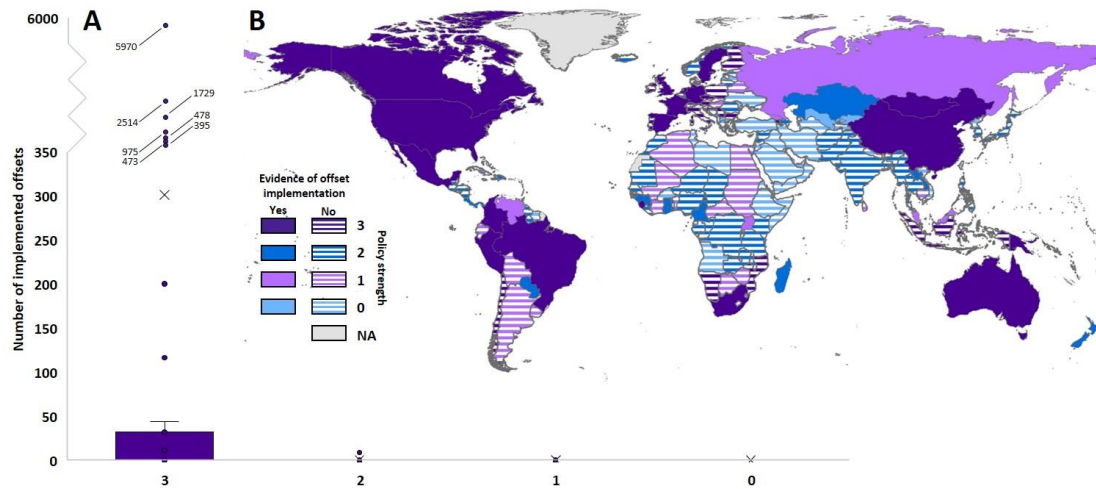 A
B
6000
5970
1729
2514
478
395
975
473
350
300
250
200
150
100
50
0
Number of implemented offsets
3
2
1
0
Evidence of offset
implementation
Yes
No
3
2
1
0
NA
Policy strength